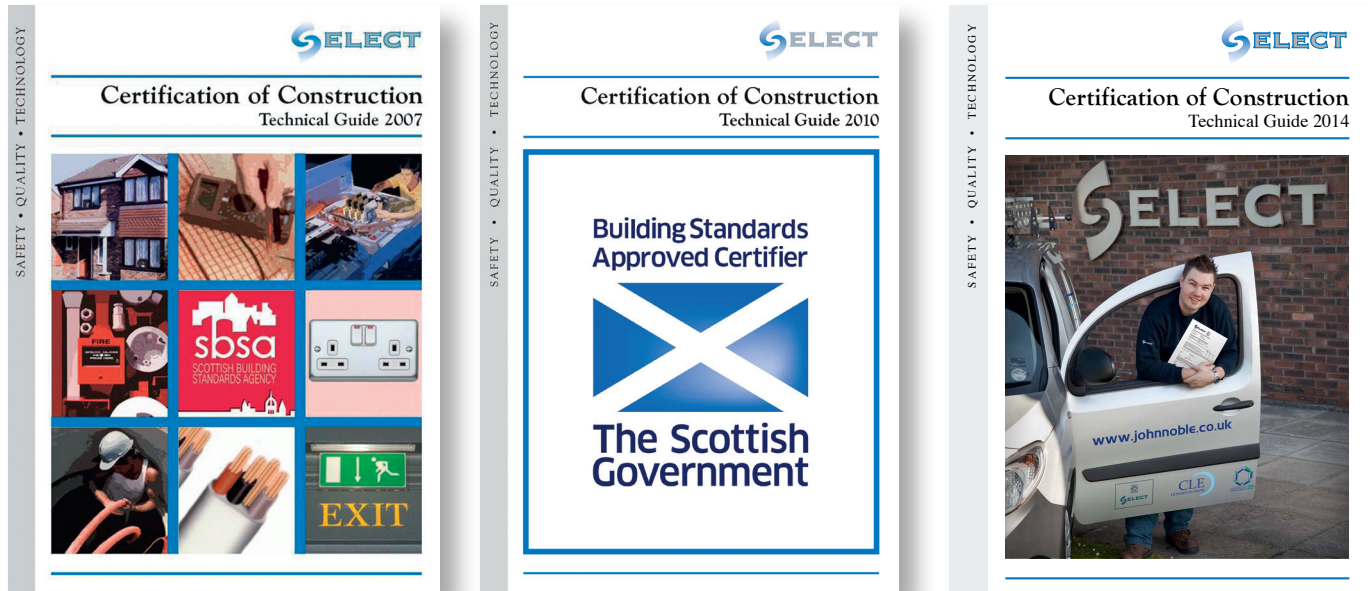 SAFETY • QUALITY • TECHNOLOGY
SELECT
Certification of Construction
Technical Guide 2007
FIRE
sbsa
SCOTTISH BUILDING
STANDARDS AGENCY
EXIT
SAFETY • QUALITY • TECHNOLOGY
SELECT
Certification of Construction
Technical Guide 2010
Building Standards
Approved Certifier
The Scottish
Government
SAFETY • QUALITY • TECHNOLOGY
SELECT
Certification of Construction
Technical Guide 2014
SELECT
www.johnnoble.co.uk
SELECT
CLE